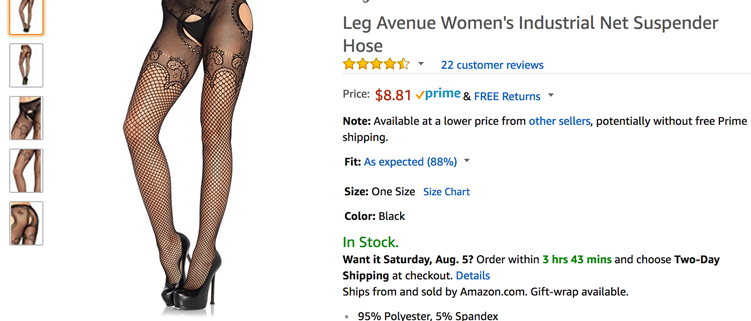 Leg Avenue Women's Industrial Net Suspender
Hose
22 customer reviews
Price: $8.81 prime & FREE Returns
Note: Available at a lower price from other sellers, potentially without free Prime
shipping.
Fit: As expected (88%)
Size: One Size Size Chart
Color: Black
In Stock.
Want it Saturday, Aug. 5? Order within 3 hrs 43 mins and choose Two-Day
Shipping at checkout. Details
Ships from and sold by Amazon.com. Gift-wrap available.
• 95% Polyester, 5% Spandex